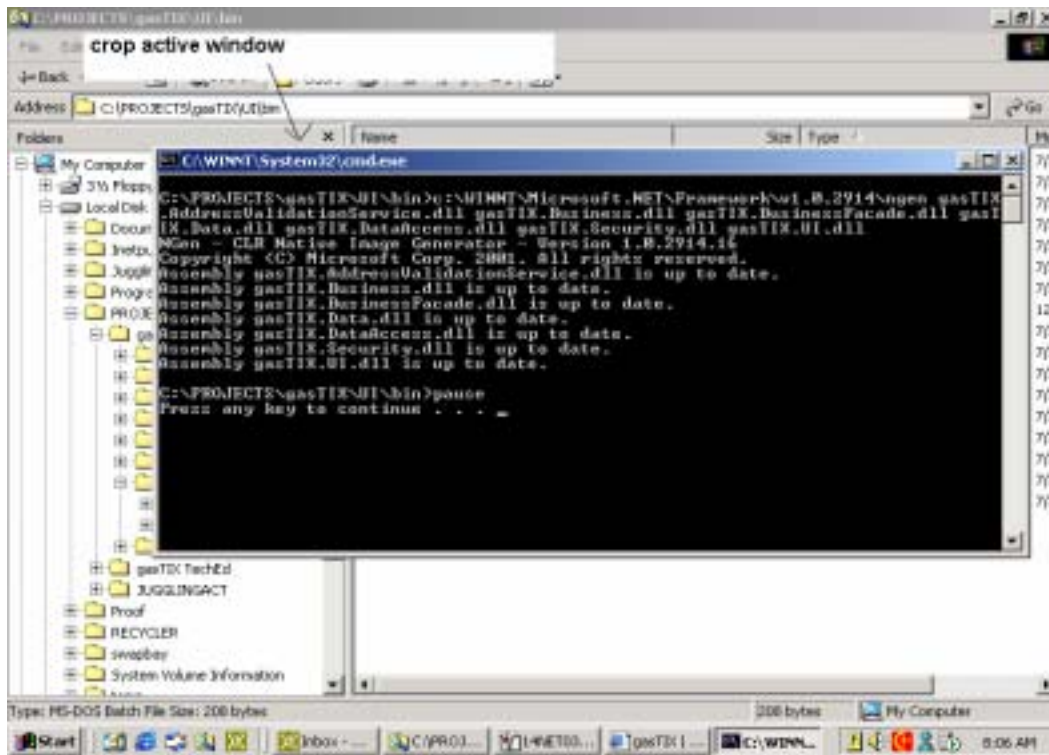 C:\PROJECTS\gasTIX\UI\bin
crop active window
Back
Address C:\PROJECTS\gasTIX\UI\bin Go
Folders Name Size Type
My Computer
3½ Floppy
Local Disk
Inetpu
PROJE
C:\WINNT\System32\cmd.exe
C:\PROJECTS\gasTIX\UI\bin>c:\WINNT\Microsoft.NET\Framework\v1.0.2914\ngen gasTIX
.AddressValidationService.dll gasTIX.Business.dll gasTIX.BusinessFacade.dll gasT
IX.Data.dll gasTIX.DataAccess.dll gasTIX.Security.dll gasTIX.UI.dll
NGen - CLR Native Image Generator - Version 1.0.2914.16
Copyright (C) Microsoft Corp. 2001. All rights reserved.
Assembly gasTIX.AddressValidationService.dll is up to date.
Assembly gasTIX.Business.dll is up to date.
Assembly gasTIX.BusinessFacade.dll is up to date.
Assembly gasTIX.Data.dll is up to date.
Assembly gasTIX.DataAccess.dll is up to date.
Assembly gasTIX.Security.dll is up to date.
Assembly gasTIX.UI.dll is up to date.
C:\PROJECTS\gasTIX\UI\bin>pause
Press any key to continue . . . _
gasTIX TechEd
JUGGLINGACT
Proof
RECYCLER
swapbay
System Volume Information
Type: MS-DOS Batch File Size: 208 bytes 208 bytes My Computer
Start Inbox - ... C:\PROJ... gasTIX [... C:\WINN... 8:06 AM